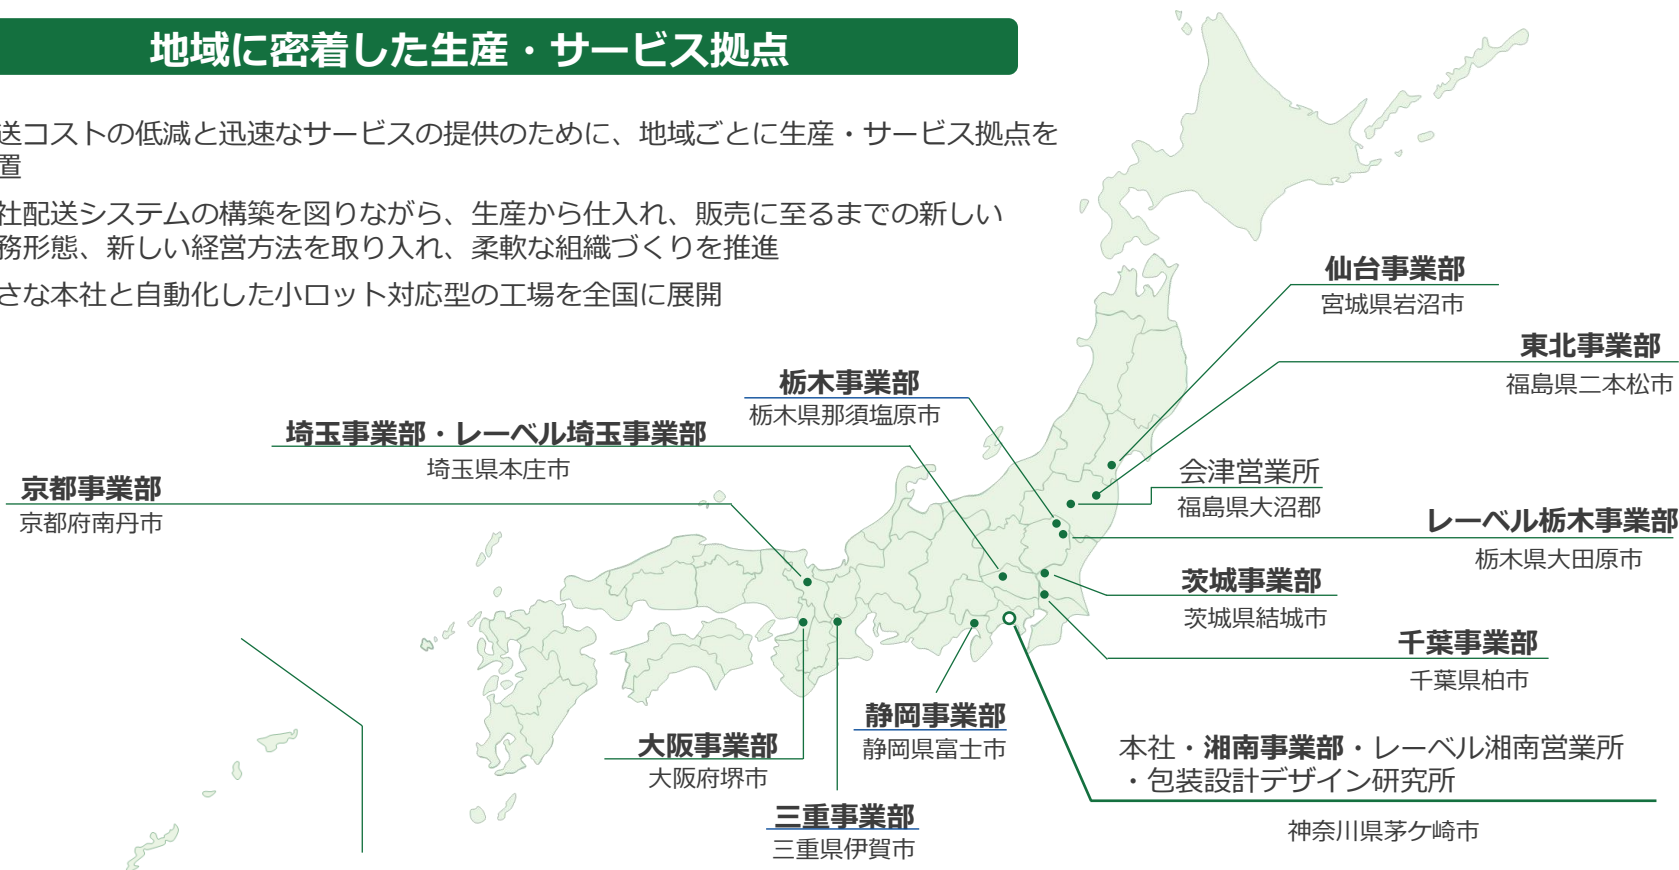 地域に密着した生産・サービス拠点
送コストの低減と迅速なサービスの提供のために、地域ごとに生産・サービス拠点を
置
社配送システムの構築を図りながら、生産から仕入れ、販売に至るまでの新しい
務形態、新しい経営方法を取り入れ、柔軟な組織づくりを推進
さな本社と自動化した小ロット対応型の工場を全国に展開
仙台事業部
宮城県岩沼市
東北事業部
福島県二本松市
栃木事業部
栃木県那須塩原市
埼玉事業部・レーベル埼玉事業部
埼玉県本庄市
京都事業部
京都府南丹市
会津営業所
福島県大沼郡
レーベル栃木事業部
栃木県大田原市
茨城事業部
茨城県結城市
千葉事業部
千葉県柏市
静岡事業部
静岡県富士市
大阪事業部
大阪府堺市
本社・湘南事業部・レーベル湘南営業所
・包装設計デザイン研究所
神奈川県茅ケ崎市
三重事業部
三重県伊賀市